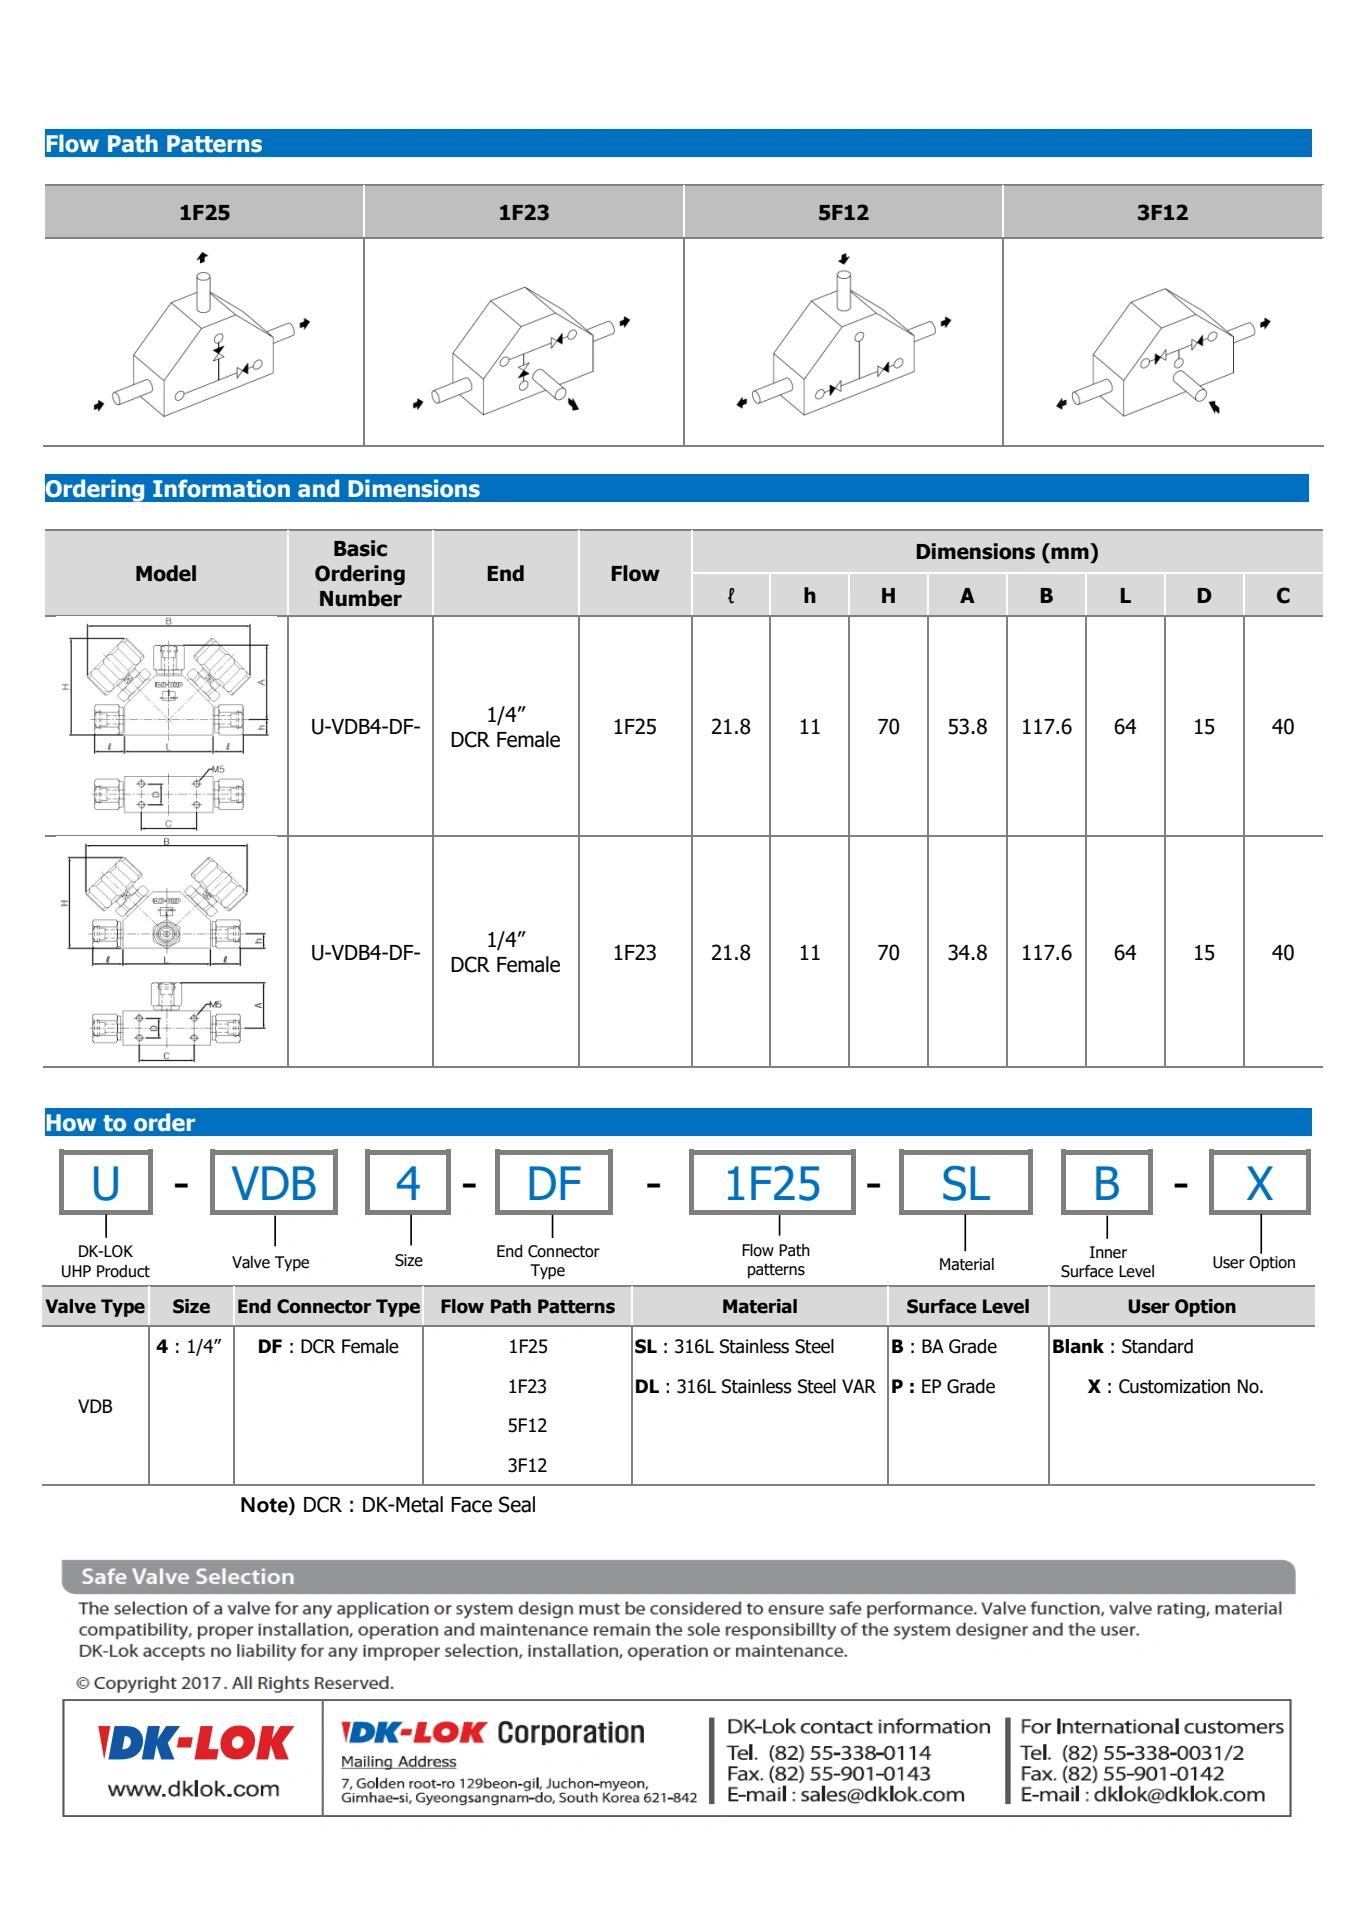 Flow Path Patterns
1F25 1F23 5F12 3F12
Ordering Information and Dimensions
Model Basic Ordering Number End Flow Dimensions (mm)
ℓ h H A B L D C
B
H
A
h
DK-LOK
ℓ L ℓ
M5
D
C
U-VDB4-DF- 1/4″ DCR Female 1F25 21.8 11 70 53.8 117.6 64 15 40
B
H
h
ℓ L ℓ
A
M5
D
C
U-VDB4-DF- 1/4″ DCR Female 1F23 21.8 11 70 34.8 117.6 64 15 40
How to order
U - VDB 4 - DF - 1F25 - SL B - X
DK-LOK UHP Product
Valve Type
Size
End Connector Type
Flow Path patterns
Material
Inner Surface Level
User Option
Valve Type Size End Connector Type Flow Path Patterns Material Surface Level User Option
4 : 1/4″ DF : DCR Female 1F25 SL : 316L Stainless Steel B : BA Grade Blank : Standard
1F23 DL : 316L Stainless Steel VAR P : EP Grade X : Customization No.
VDB
5F12
3F12
Note) DCR : DK-Metal Face Seal
Safe Valve Selection
The selection of a valve for any application or system design must be considered to ensure safe performance. Valve function, valve rating, material
compatibility, proper installation, operation and maintenance remain the sole responsibillty of the system designer and the user.
DK-Lok accepts no liability for any improper selection, installation, operation or maintenance.
© Copyright 2017. All Rights Reserved.
DK-LOK
www.dklok.com
DK-LOK Corporation
Mailing Address
7, Golden root-ro 129beon-gil, Juchon-myeon,
Gimhae-si, Gyeongsangnam-do, South Korea 621-842
DK-Lok contact information
Tel. (82) 55-338-0114
Fax. (82) 55-901-0143
E-mail : sales@dklok.com
For International customers
Tel. (82) 55-338-0031/2
Fax. (82) 55-901-0142
E-mail : dklok@dklok.com